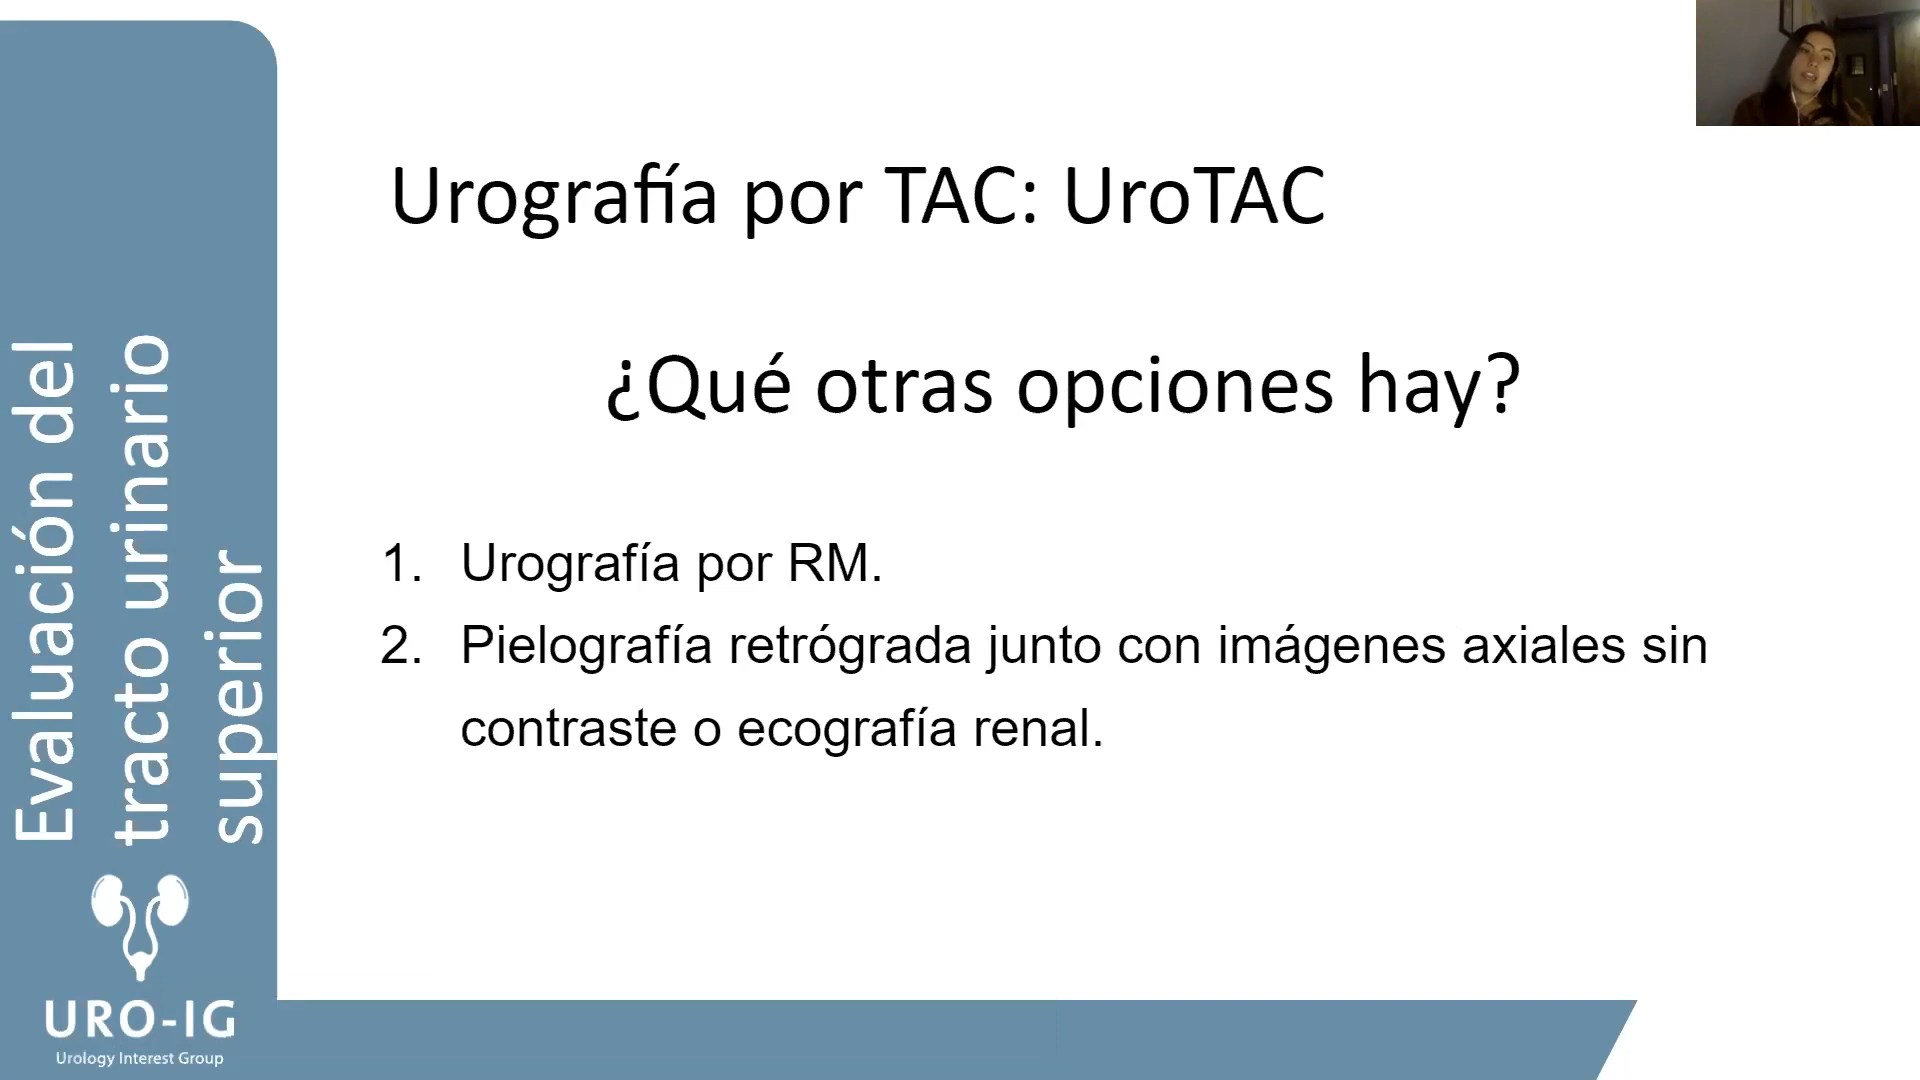 Urografía por TAC: UroTAC
¿Qué otras opciones hay?
1. Urografía por RM.
2. Pielografía retrógrada junto con imágenes axiales sin
contraste o ecografía renal.
Evaluación del
tracto urinario
superior
URO-IG
Urology Interest Group